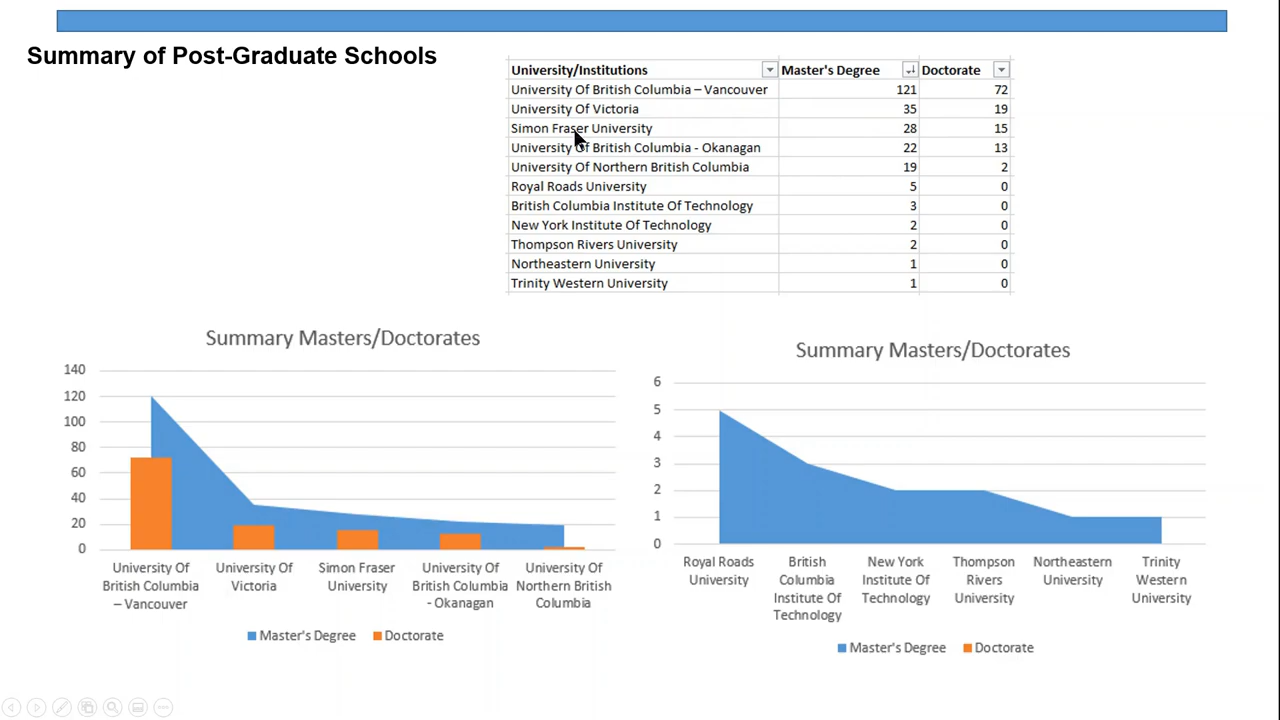 Summary of Post-Graduate Schools
University/Institutions Master's Degree Doctorate
University Of British Columbia – Vancouver 121 72
University Of Victoria 35 19
Simon Fraser University 28 15
University Of British Columbia - Okanagan 22 13
University Of Northern British Columbia 19 2
Royal Roads University 5 0
British Columbia Institute Of Technology 3 0
New York Institute Of Technology 2 0
Thompson Rivers University 2 0
Northeastern University 1 0
Trinity Western University 1 0
Summary Masters/Doctorates
140
120
100
80
60
40
20
0
University Of British Columbia – Vancouver
University Of Victoria
Simon Fraser University
University Of British Columbia - Okanagan
University Of Northern British Columbia
Master's Degree Doctorate
Summary Masters/Doctorates
6
5
4
3
2
1
0
Royal Roads University
British Columbia Institute Of Technology
New York Institute Of Technology
Thompson Rivers University
Northeastern University
Trinity Western University
Master's Degree Doctorate